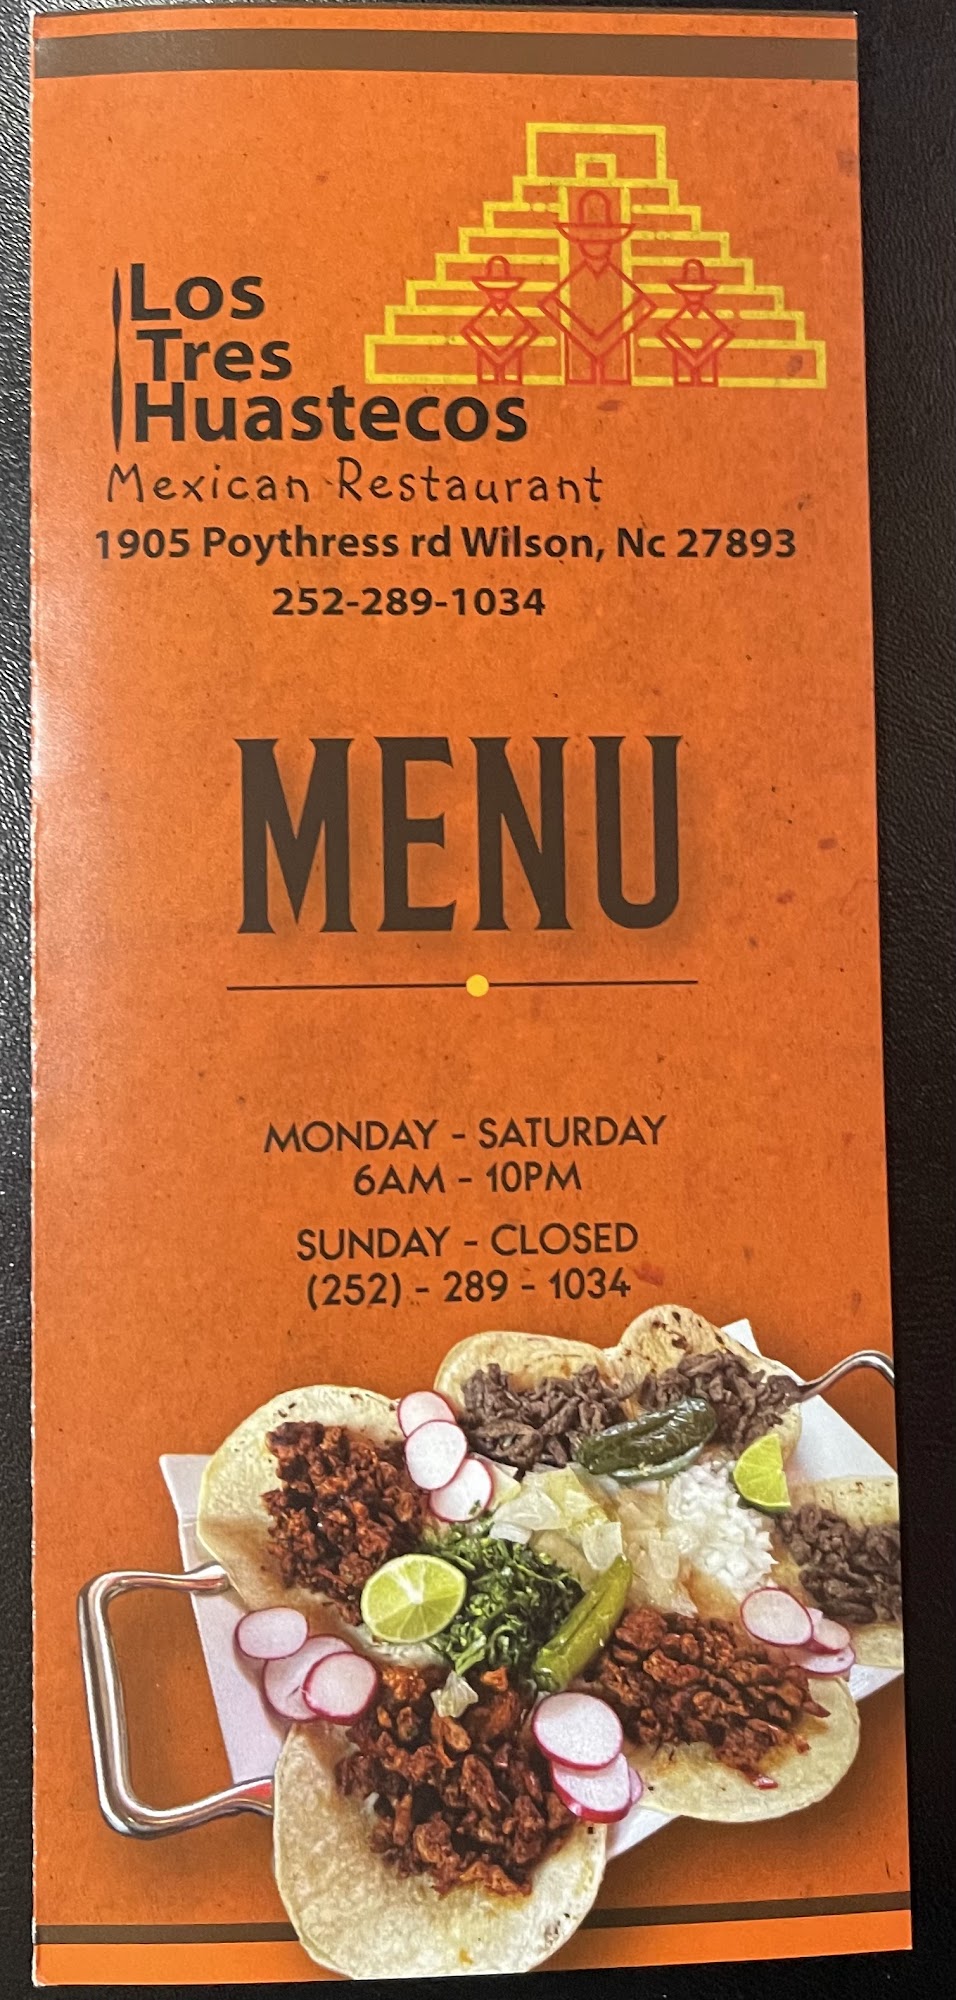 Los
Tres
Huastecos
Mexican Restaurant
1905 Poythress rd Wilson, Nc 27893
252-289-1034
MENU
MONDAY - SATURDAY
6AM - 10PM
SUNDAY - CLOSED
(252) - 289 - 1034